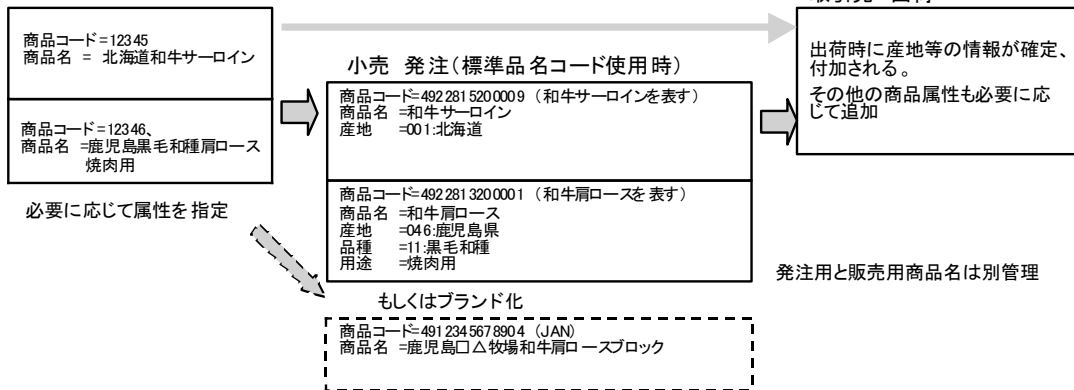 商品コード=12345
商品名 = 北海道和牛サーロイン
商品コード=12346、
商品名 =鹿児島黒毛和種肩ロース
焼肉用
必要に応じて属性を指定
小売 発注(標準品名コード使用時)
商品コード=4922815200009 (和牛サーロインを表す)
商品名 =和牛サーロイン
産地 =001:北海道
商品コード=4922813200001 (和牛肩ロースを表す)
商品名 =和牛肩ロース
産地 =046:鹿児島県
品種 =11:黒毛和種
用途 =焼肉用
もしくはブランド化
商品コード=4912345678904 (JAN)
商品名 =鹿児島□△牧場和牛肩ロースブロック
出荷時に産地等の情報が確定、
付加される。
その他の商品属性も必要に応
じて追加
発注用と販売用商品名は別管理